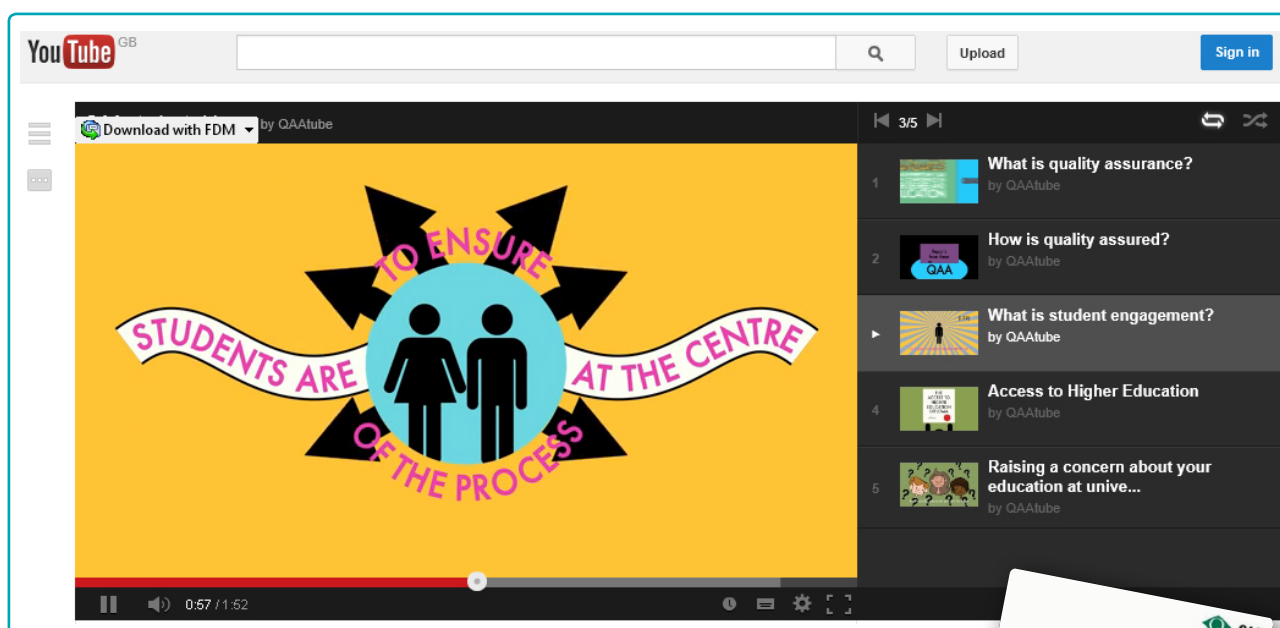 YouTube GB
Upload
Sign in
Download with FDM
by QAAtube
3/5
TO ENSURE
STUDENTS ARE
AT THE CENTRE
OF THE PROCESS
0:57 / 1:52
1
What is quality assurance?
by QAAtube
2
QAA
How is quality assured?
by QAAtube
What is student engagement?
by QAAtube
4
Access to Higher Education
by QAAtube
5
Raising a concern about your
education at unive...
by QAAtube